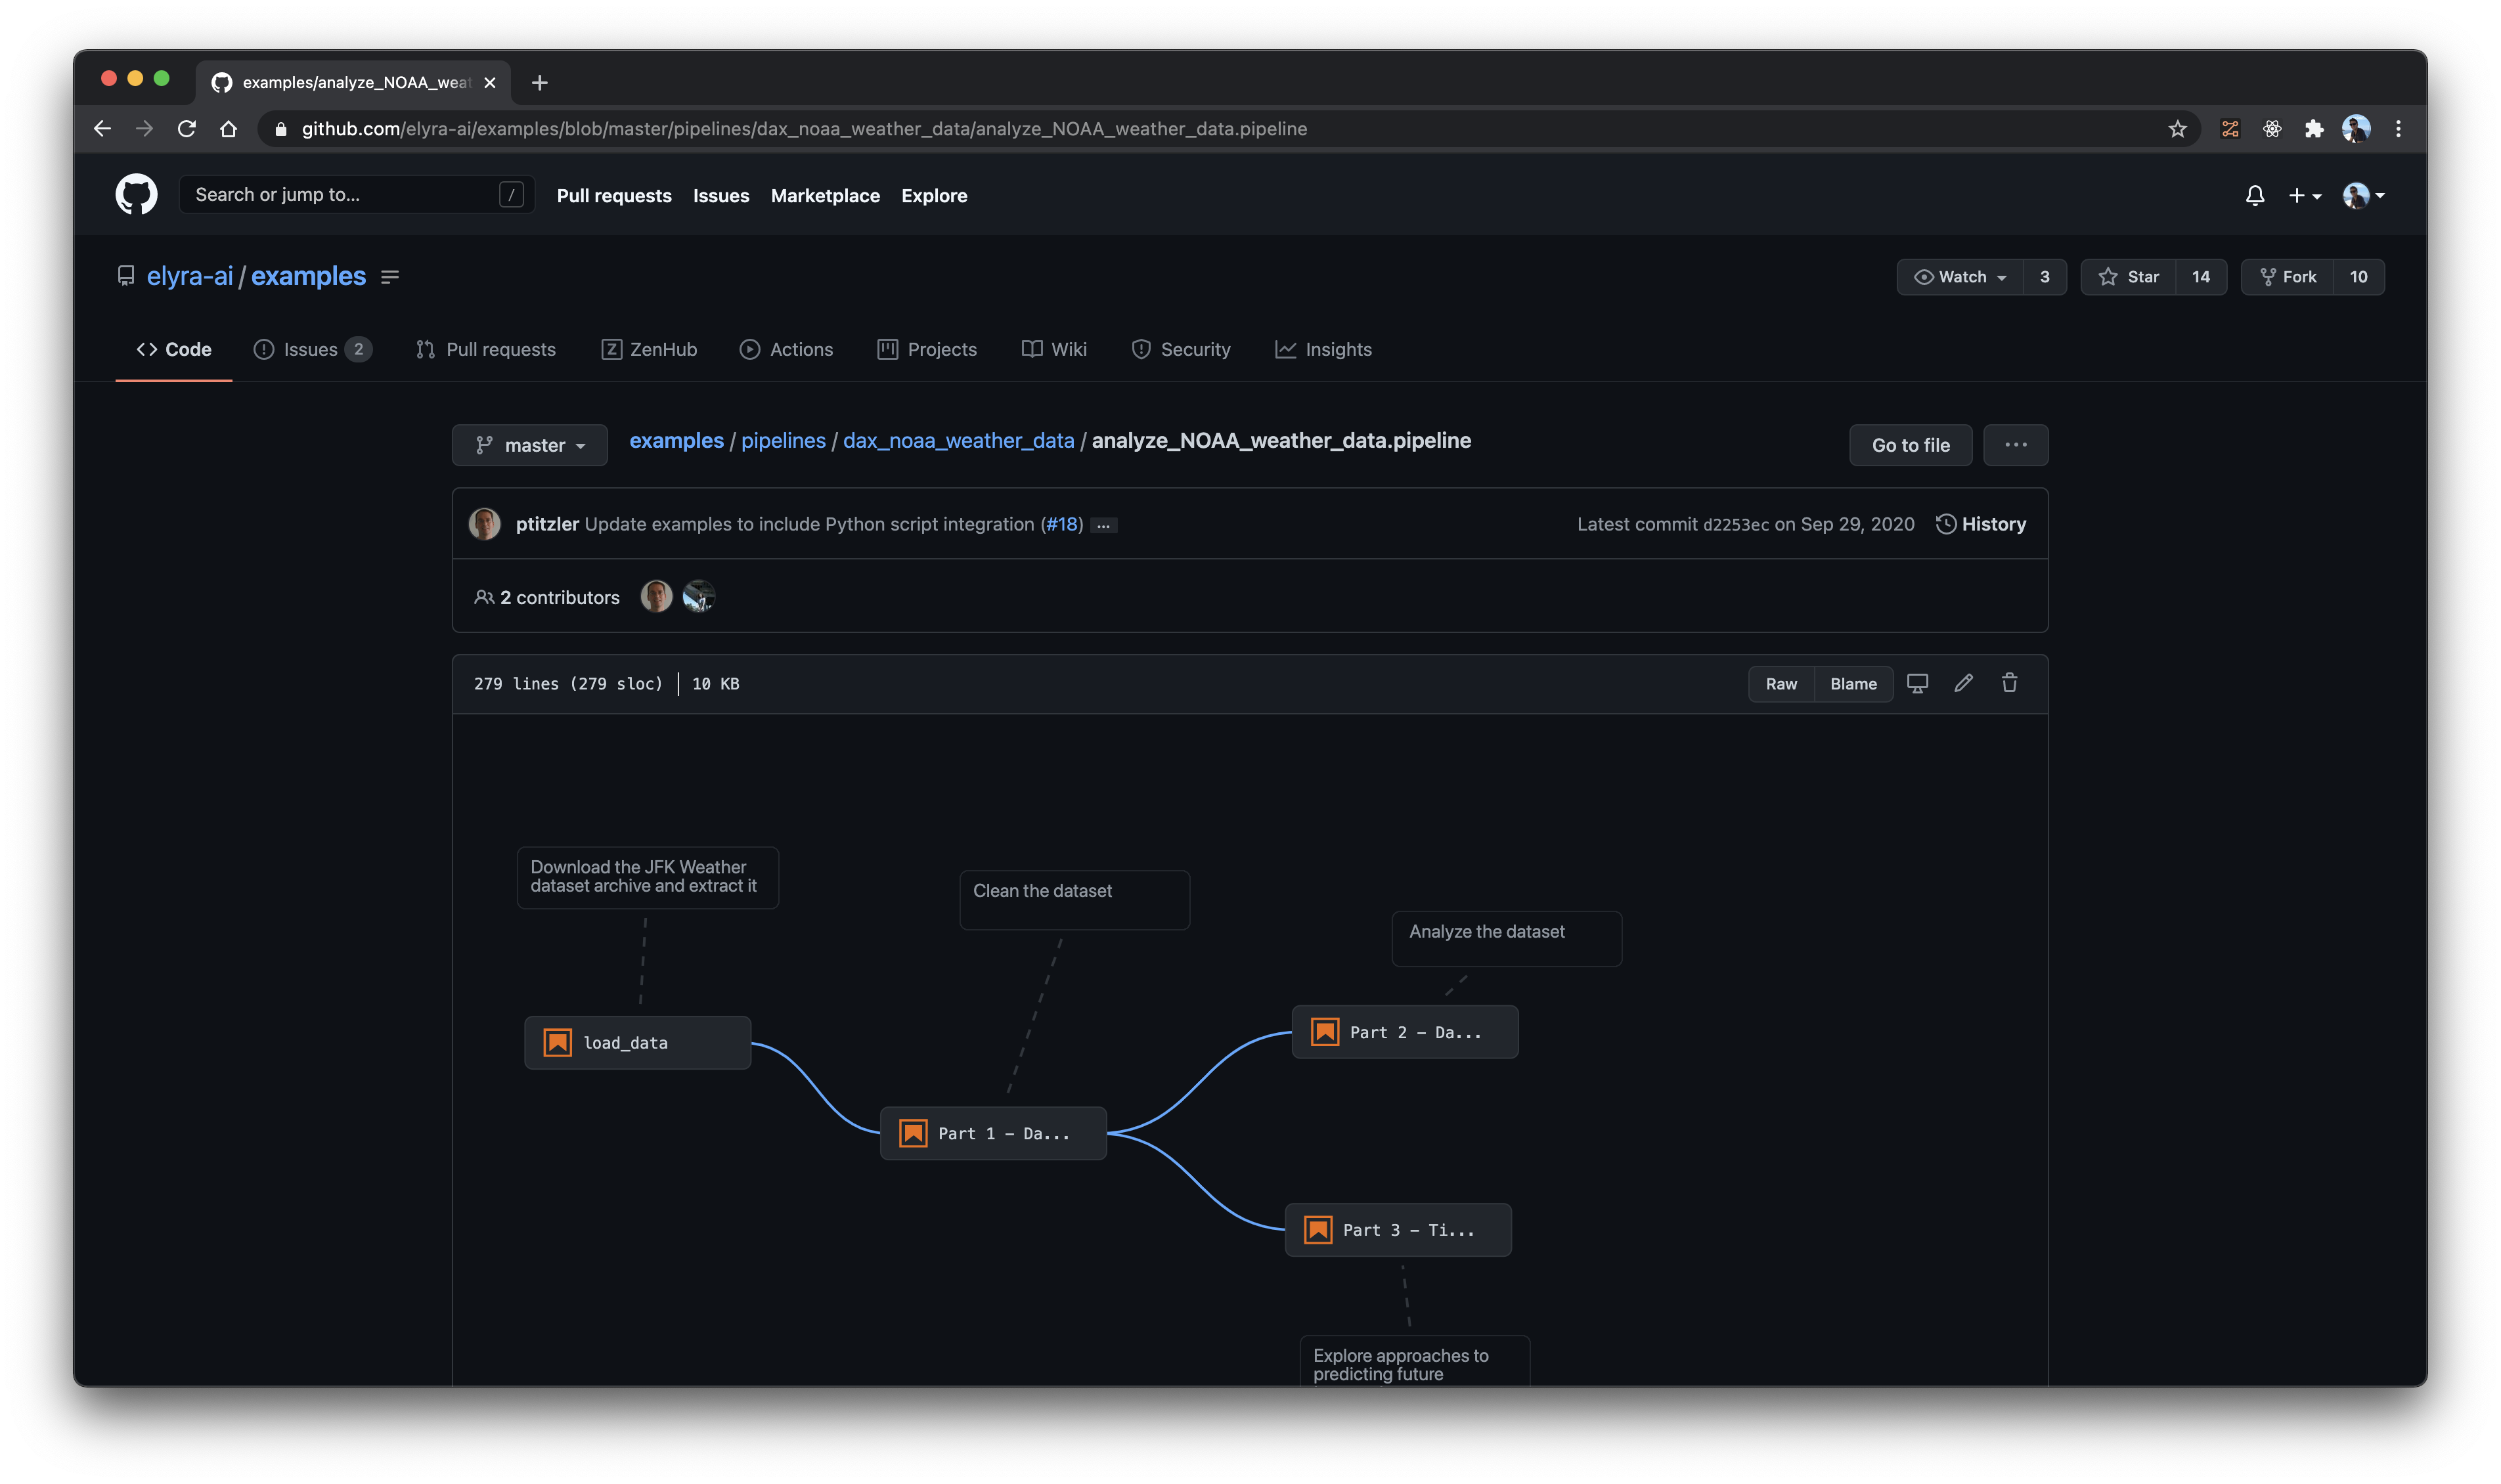 examples/analyze_NOAA_weat
github.com/elyra-ai/examples/blob/master/pipelines/dax_noaa_weather_data/analyze_NOAA_weather_data.pipeline
Search or jump to... /
Pull requests Issues Marketplace Explore
elyra-ai / examples
Watch 3 Star 14 Fork 10
Code Issues 2 Pull requests ZenHub Actions Projects Wiki Security Insights
master examples / pipelines / dax_noaa_weather_data / analyze_NOAA_weather_data.pipeline Go to file ...
ptitzler Update examples to include Python script integration (#18) ... Latest commit d2253ec on Sep 29, 2020 History
2 contributors
279 lines (279 sloc) 10 KB Raw Blame
Download the JFK Weather
dataset archive and extract it
Clean the dataset
Analyze the dataset
load_data
Part 2 - Da...
Part 1 - Da...
Part 3 - Ti...
Explore approaches to
predicting future